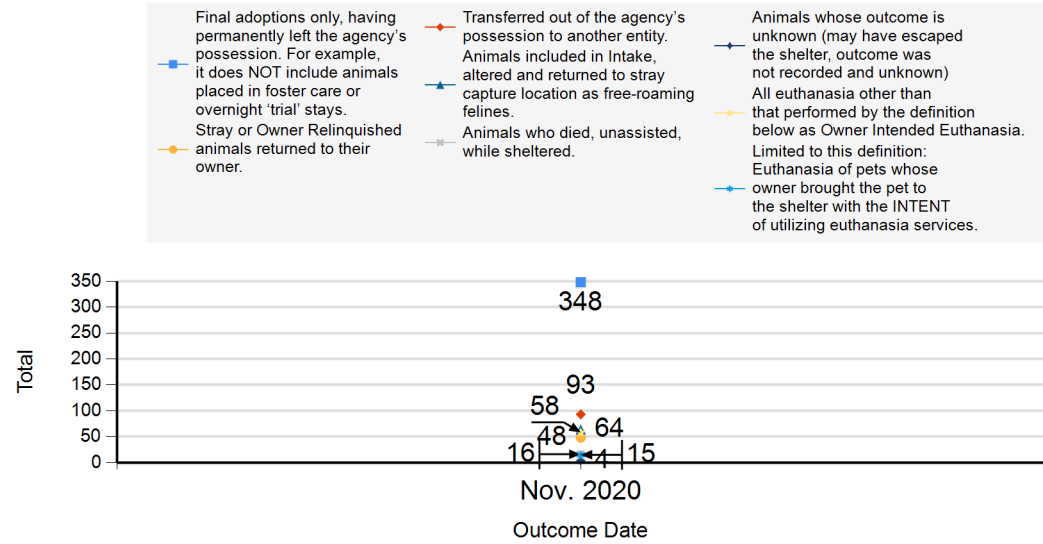 Final adoptions only, having
permanently left the agency’s
possession. For example,
it does NOT include animals
placed in foster care or
overnight ‘trial’ stays.
Stray or Owner Relinquished
animals returned to their
owner.
Transferred out of the agency’s
possession to another entity.
Animals included in Intake,
altered and returned to stray
capture location as free-roaming
felines.
Animals who died, unassisted,
while sheltered.
Animals whose outcome is
unknown (may have escaped
the shelter, outcome was
not recorded and unknown)
All euthanasia other than
that performed by the definition
below as Owner Intended Euthanasia.
Limited to this definition:
Euthanasia of pets whose
owner brought the pet to
the shelter with the INTENT
of utilizing euthanasia services.
350
300
250
200
150
100
50
0
Total
348
93
58
64
48
16
4
15
Nov. 2020
Outcome Date